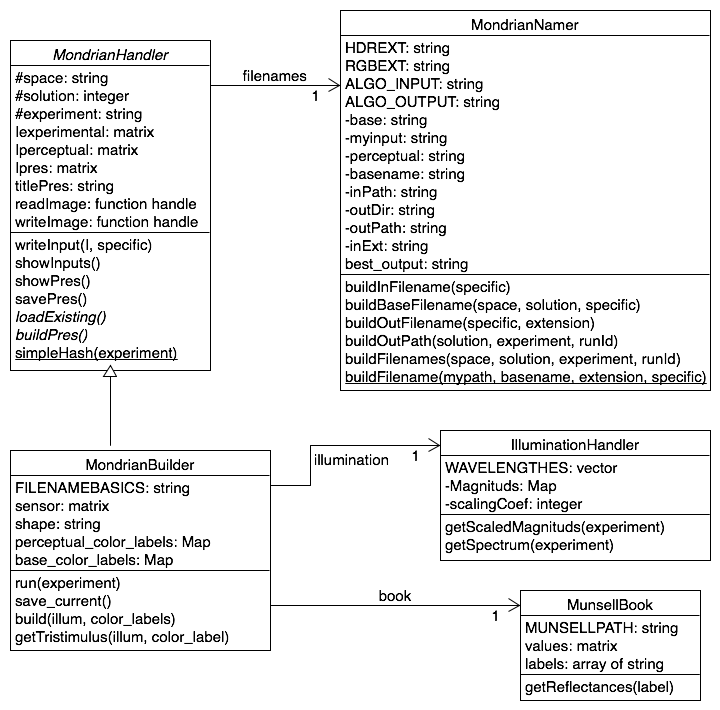 MondrianHandler
#space: string
#solution: integer
#experiment: string
Iexperimental: matrix
Iperceptual: matrix
Ipres: matrix
titlePres: string
readImage: function handle
writeImage: function handle
writeInput(I, specific)
showInputs()
showPres()
savePres()
loadExisting()
buildPres()
simpleHash(experiment)
filenames
1
MondrianNamer
HDREXT: string
RGBEXT: string
ALGO_INPUT: string
ALGO_OUTPUT: string
-base: string
-myinput: string
-perceptual: string
-basename: string
-inPath: string
-outDir: string
-outPath: string
-inExt: string
best_output: string
buildInFilename(specific)
buildBaseFilename(space, solution, specific)
buildOutFilename(specific, extension)
buildOutPath(solution, experiment, runId)
buildFilenames(space, solution, experiment, runId)
buildFilename(mypath, basename, extension, specific)
MondrianBuilder
FILENAMEBASICS: string
sensor: matrix
shape: string
perceptual_color_labels: Map
base_color_labels: Map
run(experiment)
save_current()
build(illum, color_labels)
getTristimulus(illum, color_label)
illumination
1
IlluminationHandler
WAVELENGTHES: vector
-Magnituds: Map
-scalingCoef: integer
getScaledMagnituds(experiment)
getSpectrum(experiment)
book
1
MunsellBook
MUNSELLPATH: string
values: matrix
labels: array of string
getReflectances(label)